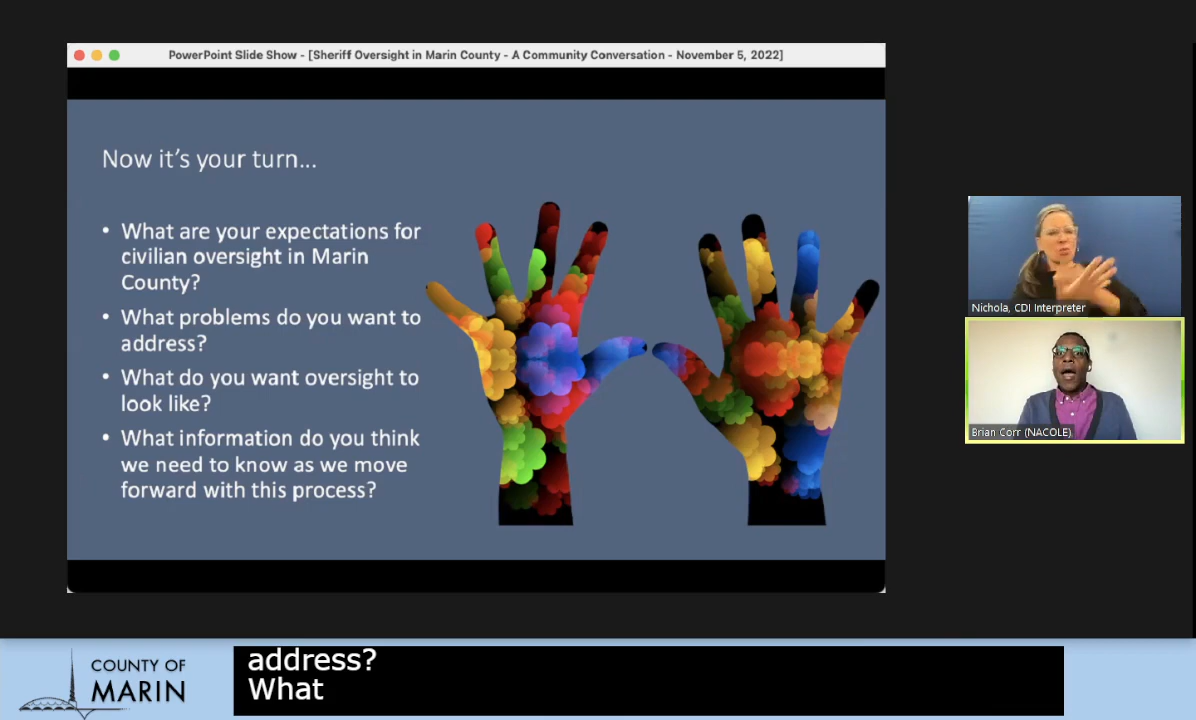 PowerPoint Slide Show - [Sheriff Oversight in Marin County - A Community Conversation - November 5, 2022]
Now it's your turn...
• What are your expectations for
civilian oversight in Marin
County?
• What problems do you want to
address?
• What do you want oversight to
look like?
• What information do you think
we need to know as we move
forward with this process?
Nichola, CDI Interpreter
Brian Corr (NACOLE)
COUNTY OF
MARIN
address?
What